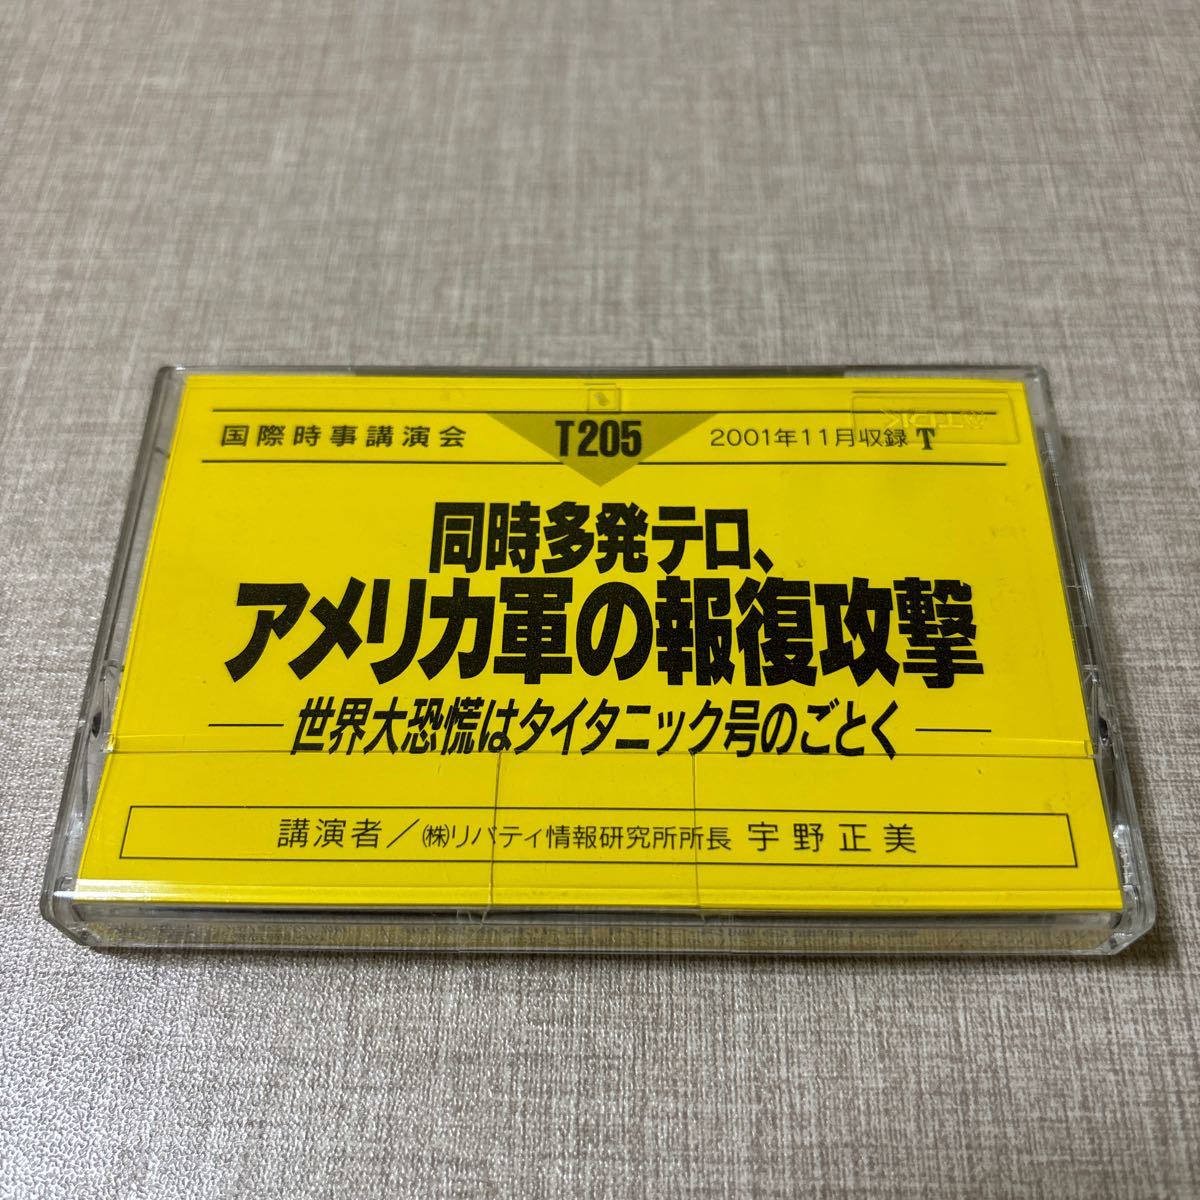 国際時事講演会 T205 2001年11月収録 T
同時多発テロ、
アメリカ軍の報復攻撃
— 世界大恐慌はタイタニック号のごとく —
講演者／㈱リバティ情報研究所所長 宇野正美
TDK